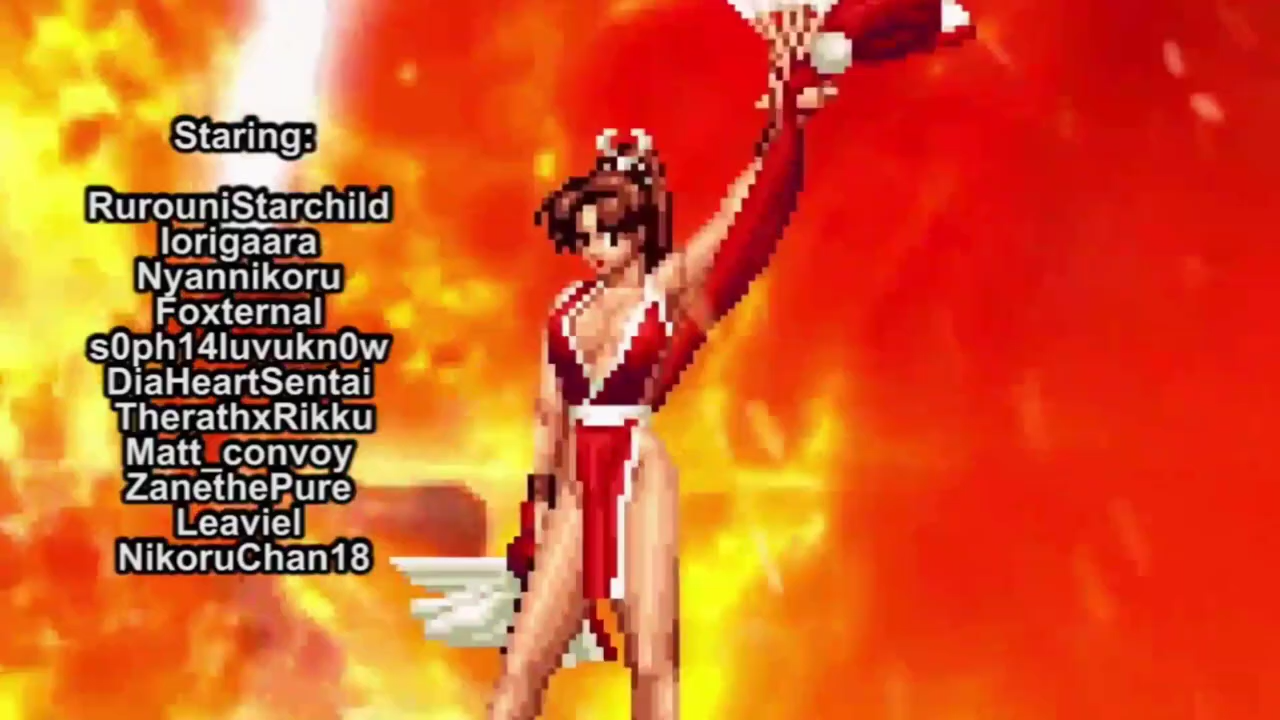 Staring:
RurouniStarchild
Iorigaara
Nyannikoru
Foxternal
s0ph14luvukn0w
DiaHeartSentai
TherathxRikku
Matt_convoy
ZanethePure
Leaviel
NikoruChan18